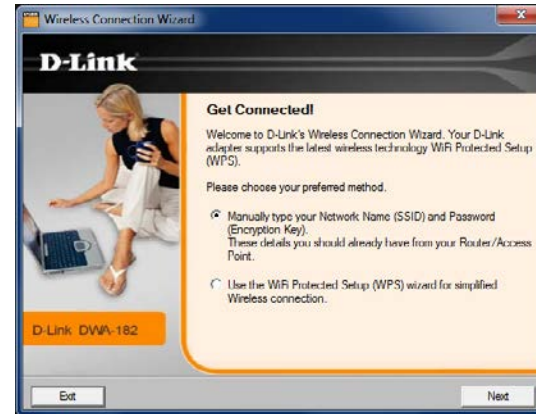 Wireless Connection Wizard
D-Link
Get Connected!
Welcome to D-Link's Wireless Connection Wizard. Your D-Link
adapter supports the latest wireless technology WiFi Protected Setup
(WPS).
Please choose your preferred method.
Manually type your Network Name (SSID) and Password
(Encryption Key).
These details you should already have from your Router/Access
Point.
Use the WiFi Protected Setup (WPS) wizard for simplified
Wireless connection.
D-Link DWA-182
Exit
Next